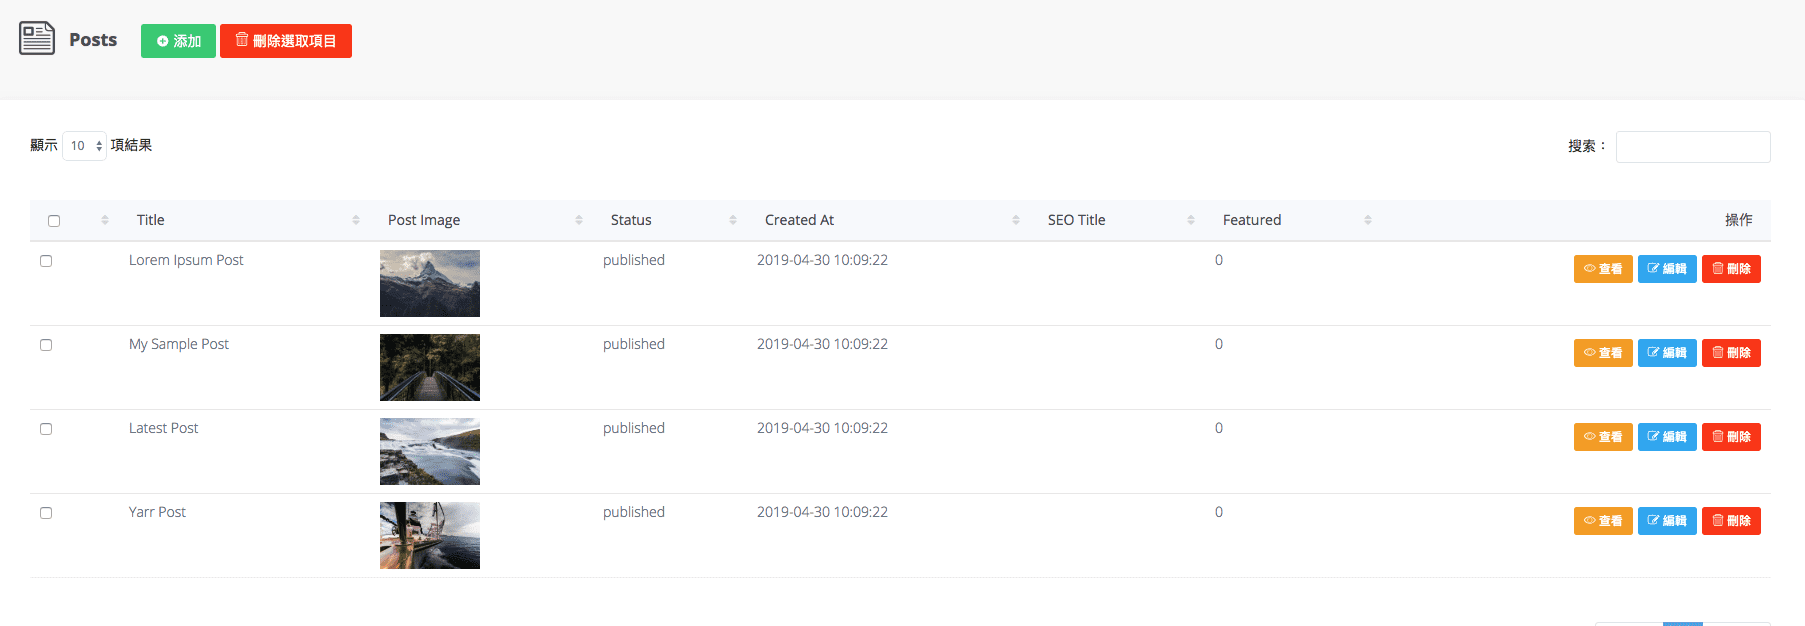 Posts 添加 刪除選取項目
顯示 10 項結果 搜索：
Title Post Image Status Created At SEO Title Featured 操作
Lorem Ipsum Post published 2019-04-30 10:09:22 0 查看 編輯 刪除
My Sample Post published 2019-04-30 10:09:22 0 查看 編輯 刪除
Latest Post published 2019-04-30 10:09:22 0 查看 編輯 刪除
Yarr Post published 2019-04-30 10:09:22 0 查看 編輯 刪除